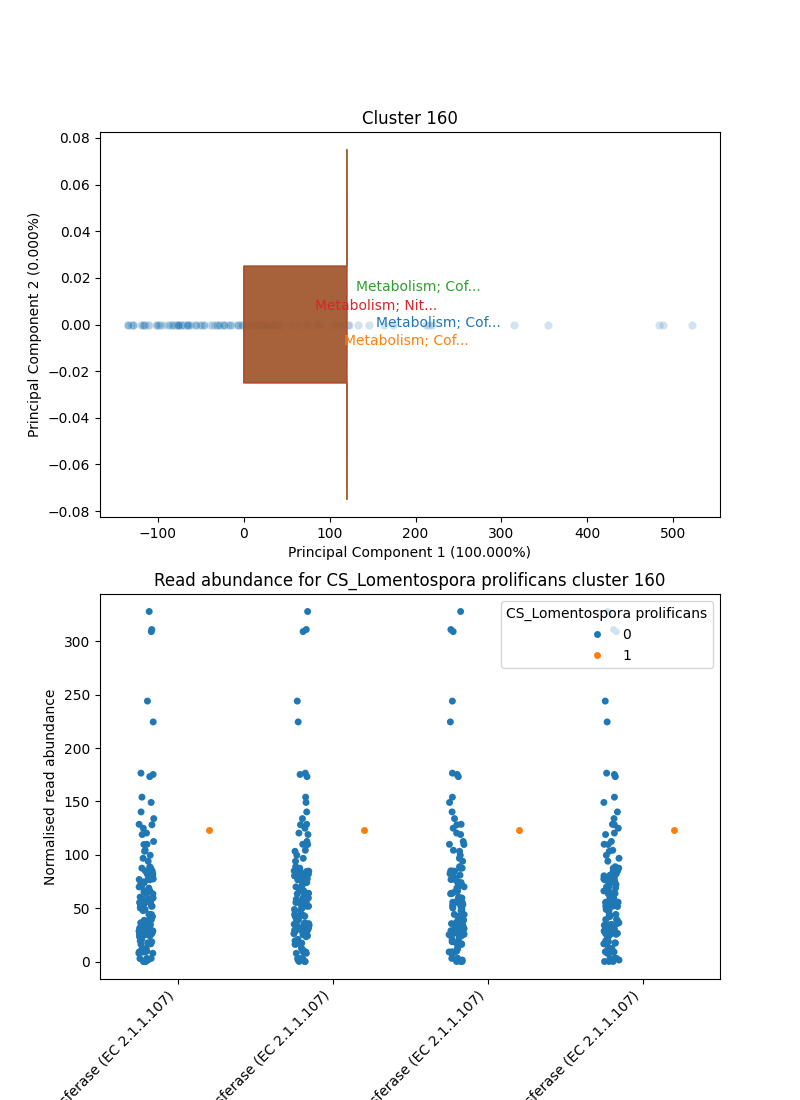 Cluster 160
0.08
0.06
0.04
0.02
0.00
−0.02
−0.04
−0.06
−0.08
Principal Component 2 (0.000%)
Metabolism; Cof...
Metabolism; Nit...
Metabolism; Cof...
Metabolism; Cof...
−100 0 100 200 300 400 500
Principal Component 1 (100.000%)
Read abundance for CS_Lomentospora prolificans cluster 160
300
250
200
150
100
50
0
Normalised read abundance
CS_Lomentospora prolificans
0
1
sferase (EC 2.1.1.107)
sferase (EC 2.1.1.107)
sferase (EC 2.1.1.107)
sferase (EC 2.1.1.107)